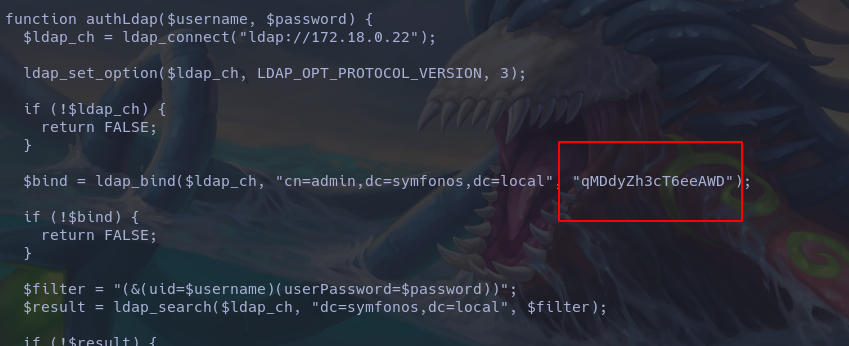 function authLdap($username, $password) {
$ldap_ch = ldap_connect("ldap://172.18.0.22");
ldap_set_option($ldap_ch, LDAP_OPT_PROTOCOL_VERSION, 3);
if (!$ldap_ch) {
return FALSE;
}
$bind = ldap_bind($ldap_ch, "cn=admin,dc=symfonos,dc=local", "qMDdyZh3cT6eeAWD");
if (!$bind) {
return FALSE;
}
$filter = "(&(uid=$username)(userPassword=$password))";
$result = ldap_search($ldap_ch, "dc=symfonos,dc=local", $filter);
if (!$result) {